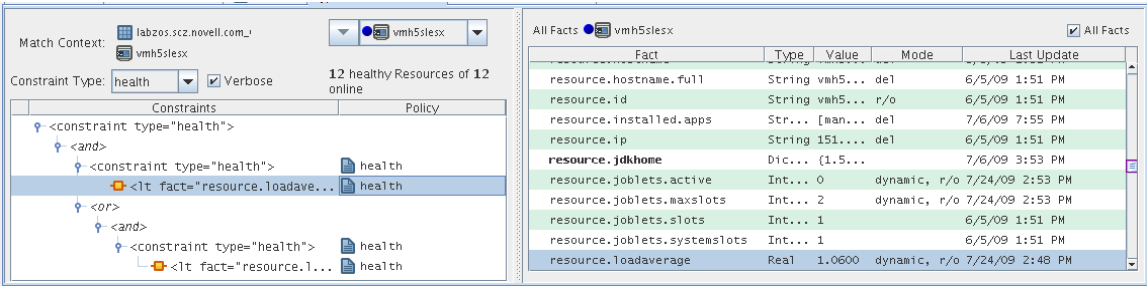 Match Context: labzos.scz.novell.com_
vmh5slesx
vmh5slesx
Constraint Type: health Verbose
12 healthy Resources of 12
online
Constraints Policy
<constraint type="health">
<and>
<constraint type="health"> health
<lt fact="resource.loadave... health
<or>
<and>
<constraint type="health"> health
<lt fact="resource.l... health
All Facts vmh5slesx All Facts
Fact Type Value Mode Last Update
resource.hostname.full String vmh5... del 6/5/09 1:51 PM
resource.id String vmh5... r/o 6/5/09 1:51 PM
resource.installed.apps Str... [man... del 7/6/09 7:55 PM
resource.ip String 151.... del 6/5/09 1:51 PM
resource.jdkhome Dic... {1.5... 7/6/09 3:53 PM
resource.joblets.active Int... 0 dynamic, r/o 7/24/09 2:53 PM
resource.joblets.maxslots Int... 2 dynamic, r/o 7/24/09 2:53 PM
resource.joblets.slots Int... 1 6/5/09 1:51 PM
resource.joblets.systemslots Int... 1 6/5/09 1:51 PM
resource.loadaverage Real 1.0600 dynamic, r/o 7/24/09 2:48 PM